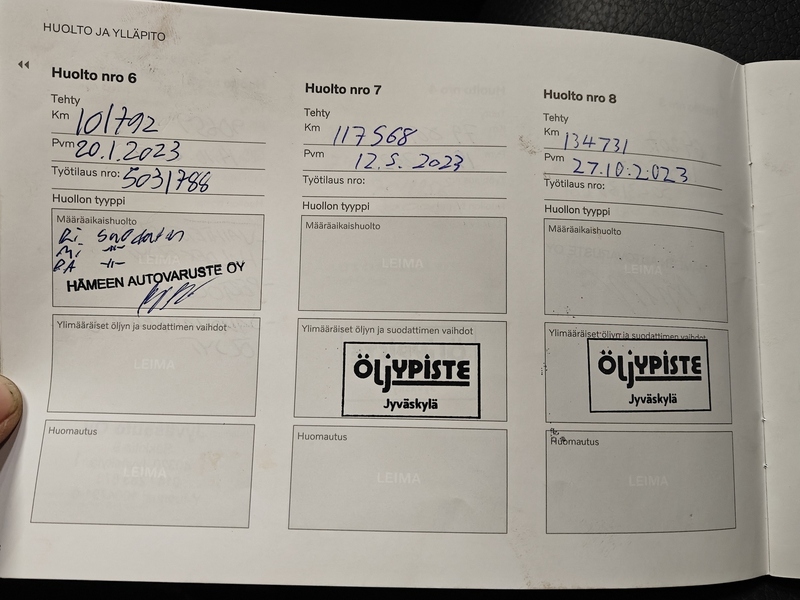 HUOLTO JA YLLÄPITO
Huolto nro 6
Tehty
Km 101792
Pvm 20.1.2023
Työtilaus nro: 5031788
Huollon tyyppi
Määräaikaishuolto
Ri suodatin
Mi -"-
RA -"-
LEIMA
HÄMEEN AUTOVARUSTE OY
Ylimääräiset öljyn ja suodattimen vaihdot
LEIMA
Huomautus
LEIMA
Huolto nro 7
Tehty
Km 117568
Pvm 12.5.2023
Työtilaus nro:
Huollon tyyppi
Määräaikaishuolto
LEIMA
Ylimääräiset öljyn ja suodattimen vaihdot
ÖLJYPISTE
Jyväskylä
Huomautus
LEIMA
Huolto nro 8
Tehty
Km 134731
Pvm 27.10.2023
Työtilaus nro:
Huollon tyyppi
Määräaikaishuolto
LEIMA
Ylimääräiset öljyn ja suodattimen vaihdot
ÖLJYPISTE
Jyväskylä
Huomautus
LEIMA